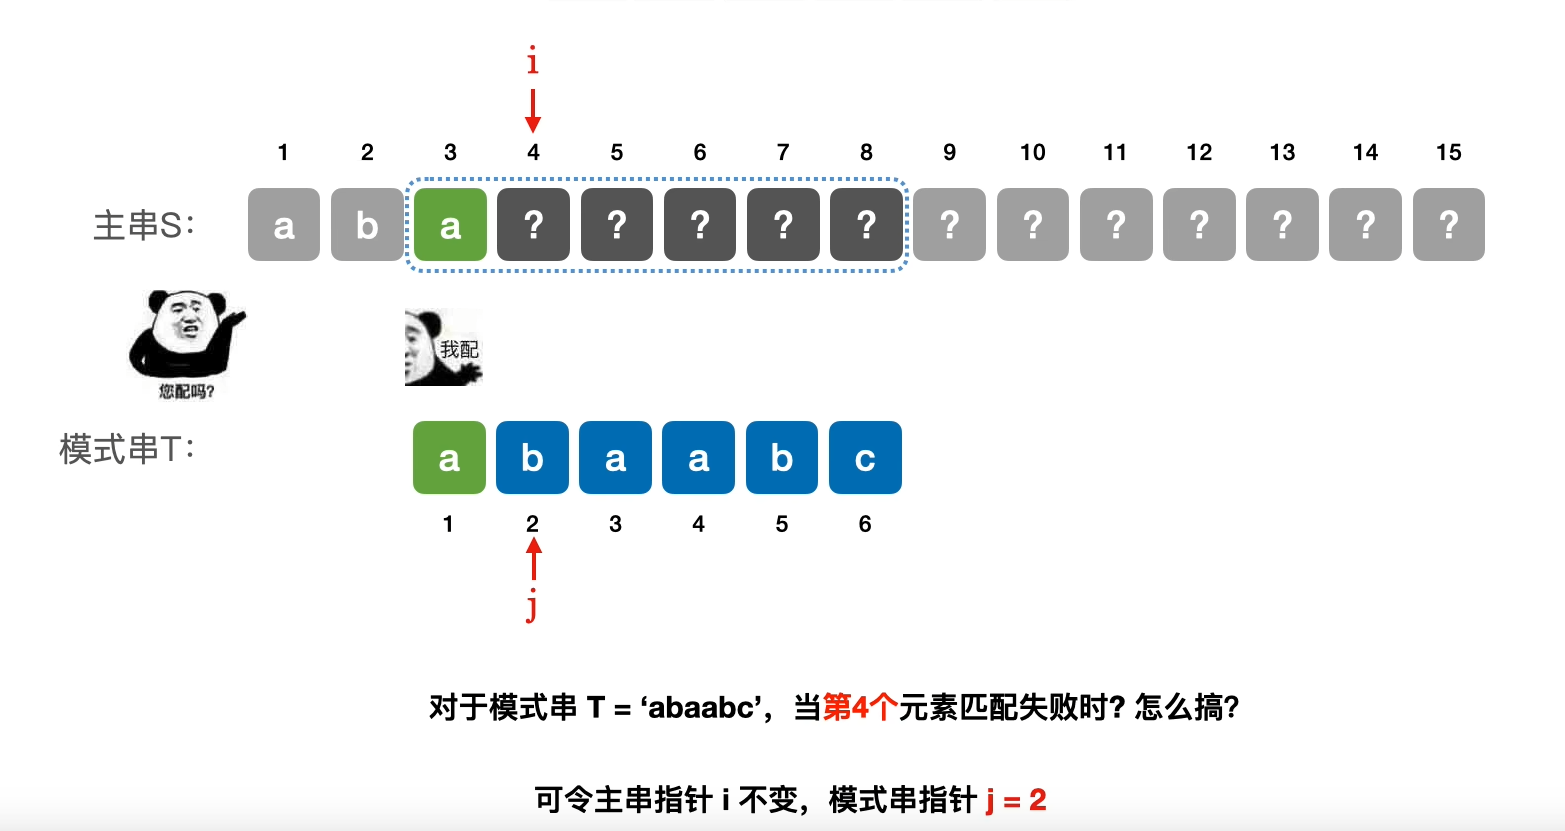 i
1 2 3 4 5 6 7 8 9 10 11 12 13 14 15
主串S: a b a ? ? ? ? ? ? ? ? ? ? ? ?
我配
您配吗?
模式串T: a b a a b c
1 2 3 4 5 6
j
对于模式串 T = ‘abaabc’，当第4个元素匹配失败时? 怎么搞?
可令主串指针 i 不变，模式串指针 j = 2